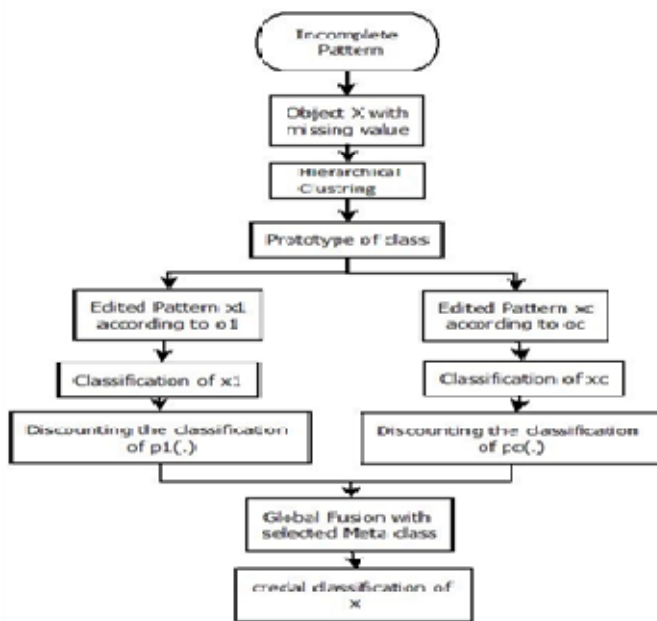 Incomplete
Pattern
Object X with
missing value
Hierarchical
Clustring
Prototype of class
Edited Pattern x1
according to o1
Edited Pattern xc
according to oc
Classification of x1
Classification of xc
Discounting the classification
of p1(.)
Discounting the classification
of pc(.)
Global Fusion with
selected Meta class
credal classification of
x